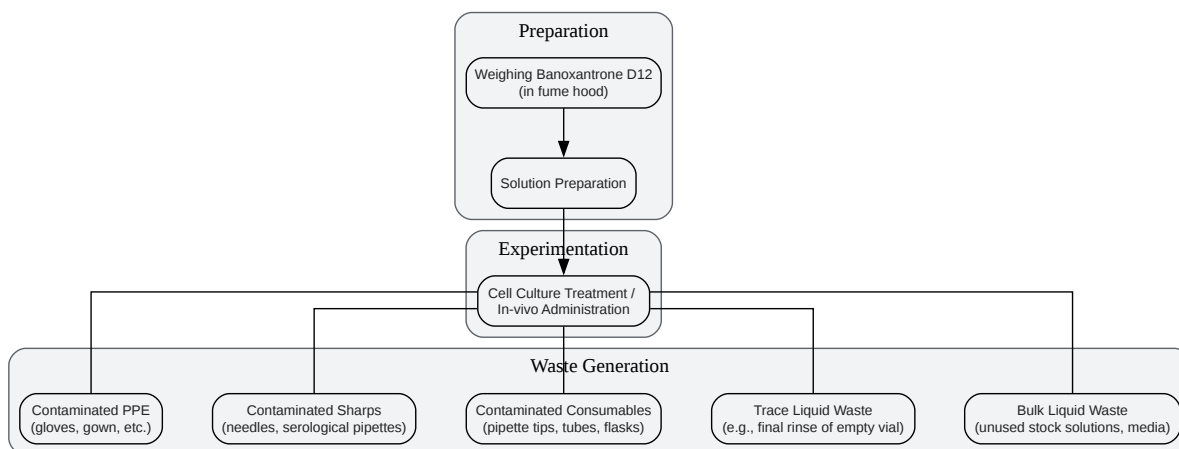 Preparation
Weighing Banoxantrone D12
(in fume hood)
Solution Preparation
Experimentation
Cell Culture Treatment /
In-vivo Administration
Waste Generation
Contaminated PPE
(gloves, gown, etc.)
Contaminated Sharps
(needles, serological pipettes)
Contaminated Consumables
(pipette tips, tubes, flasks)
Trace Liquid Waste
(e.g., final rinse of empty vial)
Bulk Liquid Waste
(unused stock solutions, media)